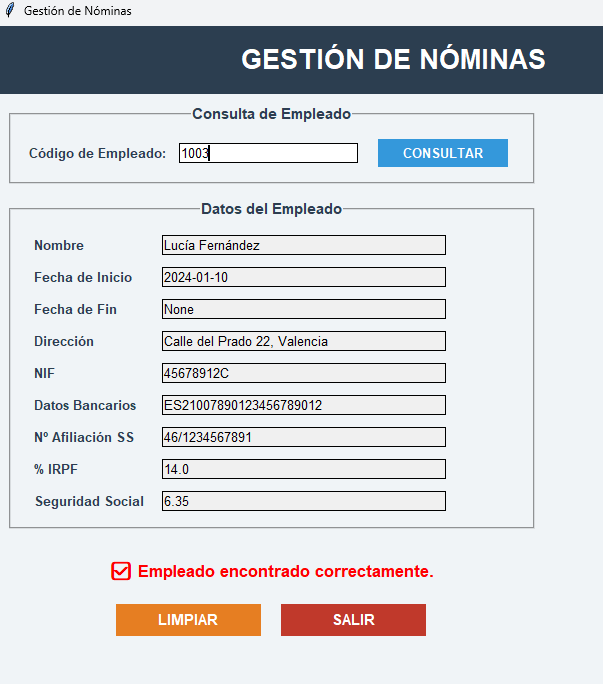 Gestión de Nóminas
GESTIÓN DE NÓMINAS
Consulta de Empleado
Código de Empleado: 1003 CONSULTAR
Datos del Empleado
Nombre Lucía Fernández
Fecha de Inicio 2024-01-10
Fecha de Fin None
Dirección Calle del Prado 22, Valencia
NIF 45678912C
Datos Bancarios ES21007890123456789012
Nº Afiliación SS 46/1234567891
% IRPF 14.0
Seguridad Social 6.35
Empleado encontrado correctamente.
LIMPIAR SALIR